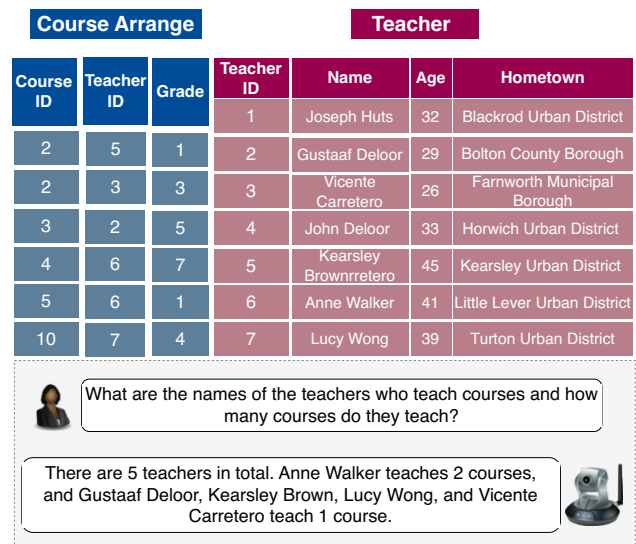 Course Arrange Teacher
Course ID Teacher ID Grade Teacher ID Name Age Hometown
1 Joseph Huts 32 Blackrod Urban District
2 5 1 2 Gustaaf Deloor 29 Bolton County Borough
2 3 3 3 Vicente Carretero 26 Farnworth Municipal Borough
3 2 5 4 John Deloor 33 Horwich Urban District
4 6 7 5 Kearsley Brownrretero 45 Kearsley Urban District
5 6 1 6 Anne Walker 41 Little Lever Urban District
10 7 4 7 Lucy Wong 39 Turton Urban District
What are the names of the teachers who teach courses and how
many courses do they teach?
There are 5 teachers in total. Anne Walker teaches 2 courses,
and Gustaaf Deloor, Kearsley Brown, Lucy Wong, and Vicente
Carretero teach 1 course.